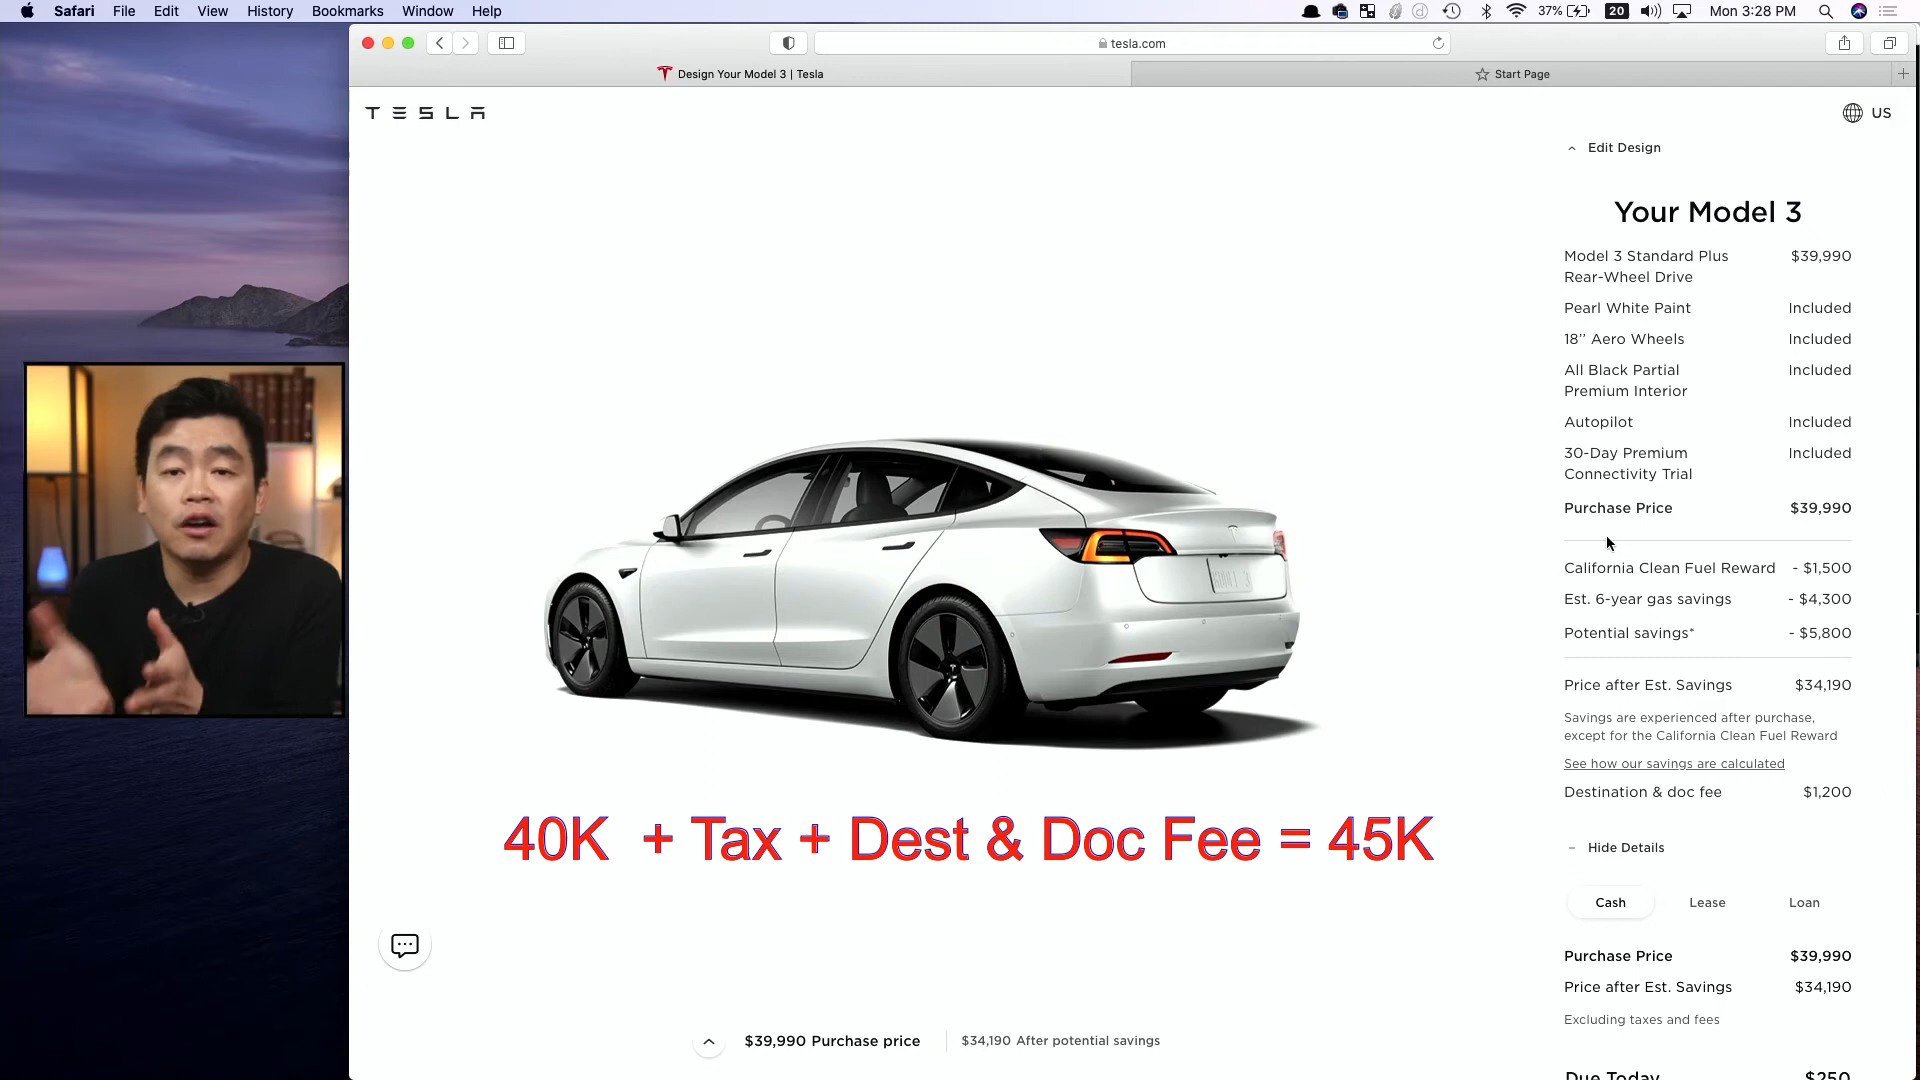 Safari File Edit View History Bookmarks Window Help
37% 20 Mon 3:28 PM
tesla.com
Design Your Model 3 | Tesla
Start Page
TESLA
US
Edit Design
Your Model 3
Model 3 Standard Plus $39,990
Rear-Wheel Drive
Pearl White Paint Included
18’’ Aero Wheels Included
All Black Partial Included
Premium Interior
Autopilot Included
30-Day Premium Included
Connectivity Trial
Purchase Price $39,990
California Clean Fuel Reward - $1,500
Est. 6-year gas savings - $4,300
Potential savings* - $5,800
Price after Est. Savings $34,190
Savings are experienced after purchase,
except for the California Clean Fuel Reward
See how our savings are calculated
Destination & doc fee $1,200
40K + Tax + Dest & Doc Fee = 45K
Hide Details
Cash Lease Loan
Purchase Price $39,990
Price after Est. Savings $34,190
Excluding taxes and fees
$39,990 Purchase price $34,190 After potential savings
Due Today $250